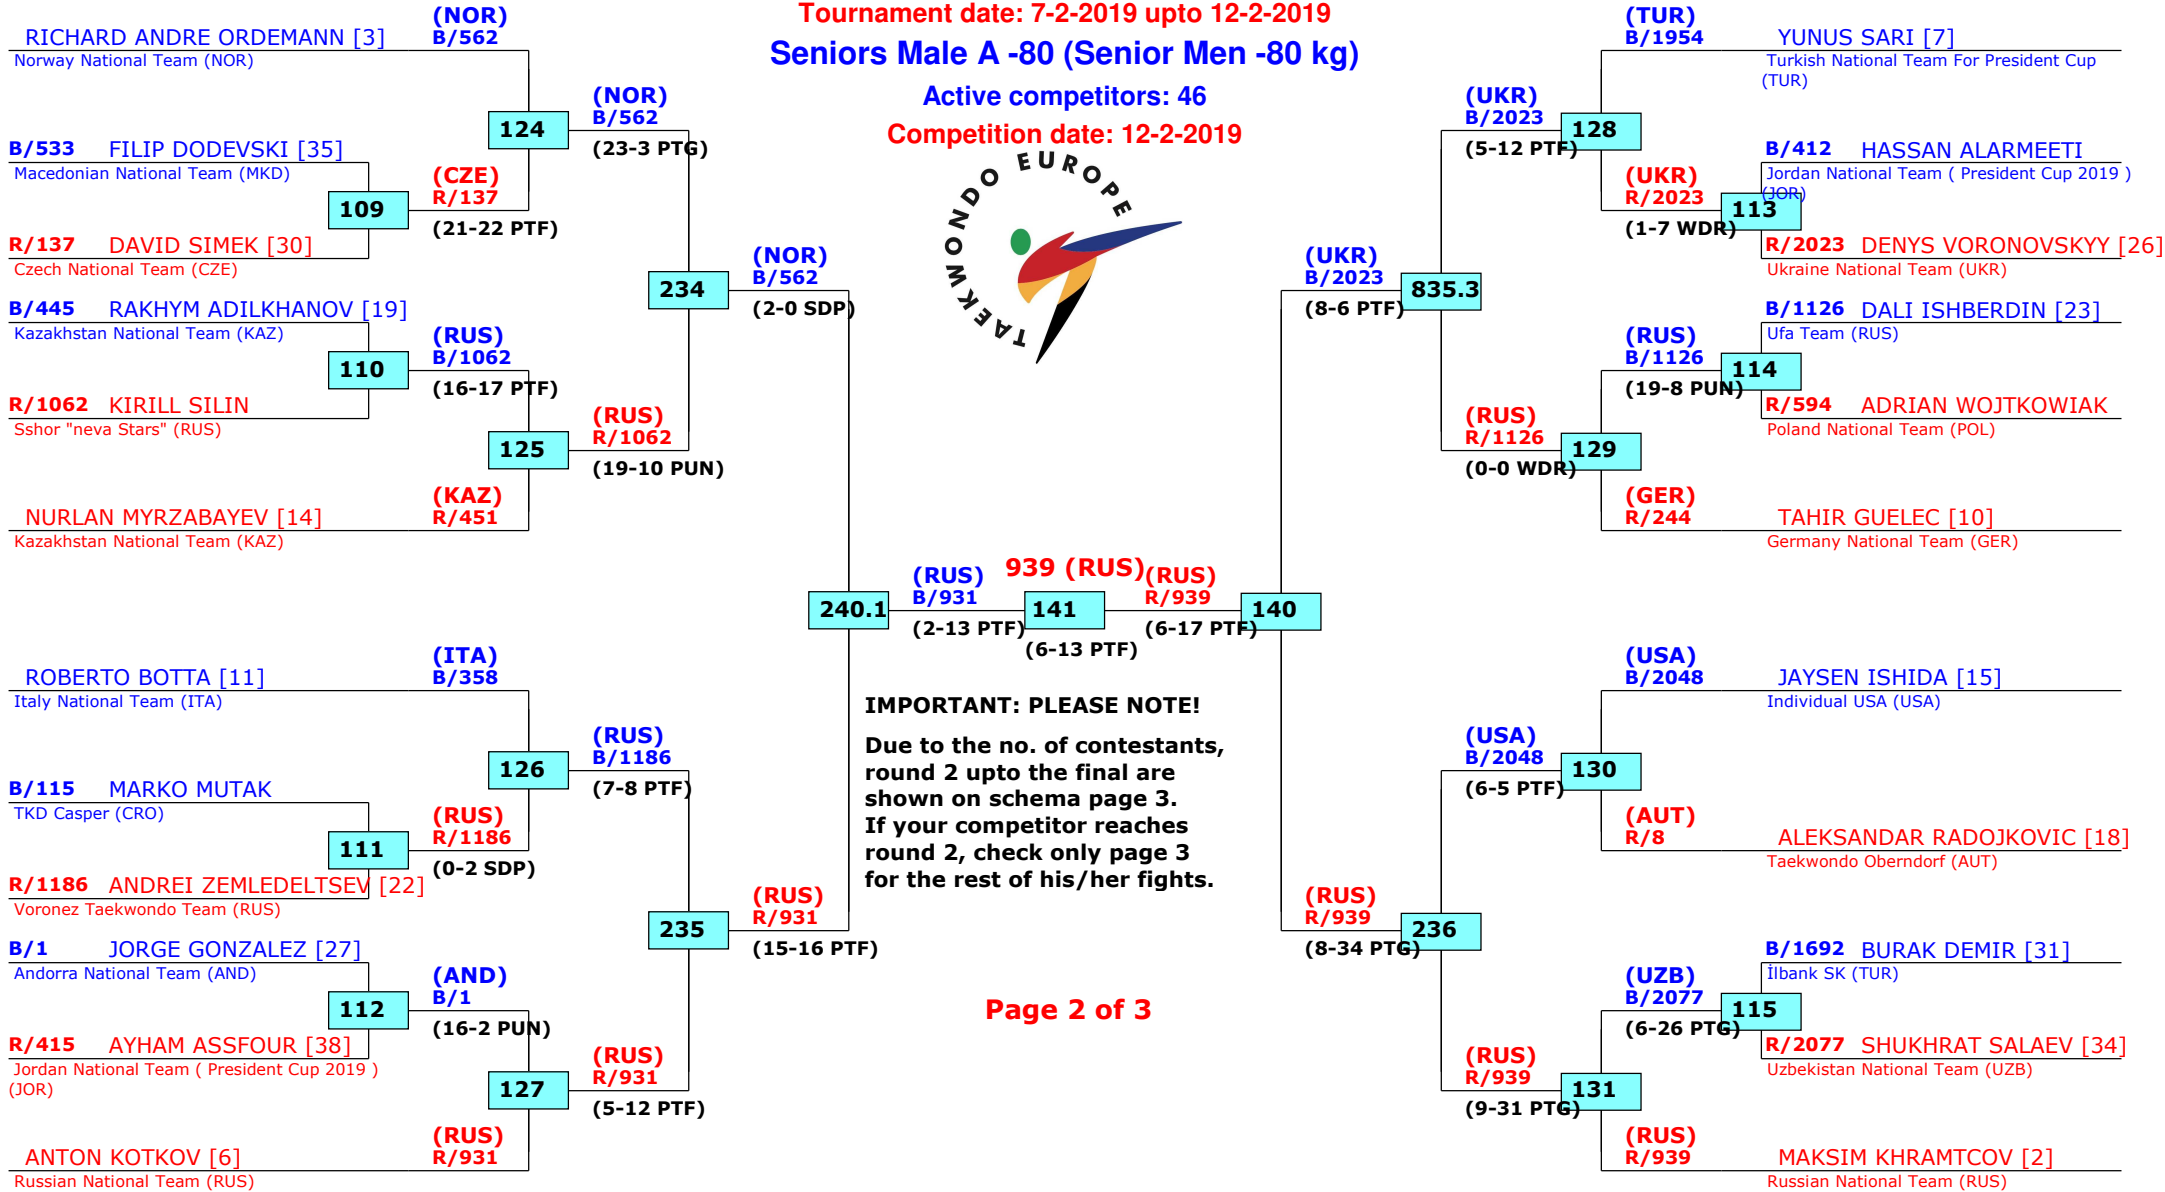 Tournament date: 7-2-2019 upto 12-2-2019
Seniors Male A -80 (Senior Men -80 kg)
Active competitors: 46
Competition date: 12-2-2019
TAEKWONDO EUROPE
RICHARD ANDRE ORDEMANN [3]
Norway National Team (NOR)
(NOR)
B/562
124
(NOR)
B/562
(23-3 PTG)
B/533 FILIP DODEVSKI [35]
Macedonian National Team (MKD)
109
(CZE)
R/137
(21-22 PTF)
R/137 DAVID SIMEK [30]
Czech National Team (CZE)
234
(NOR)
B/562
(2-0 SDP)
B/445 RAKHYM ADILKHANOV [19]
Kazakhstan National Team (KAZ)
110
(RUS)
B/1062
(16-17 PTF)
R/1062 KIRILL SILIN
Sshor "neva Stars" (RUS)
125
(RUS)
R/1062
(19-10 PUN)
(KAZ)
R/451
NURLAN MYRZABAYEV [14]
Kazakhstan National Team (KAZ)
240.1
(RUS)
B/931
(2-13 PTF)
939 (RUS)
141
(6-13 PTF)
(RUS)
R/939
(6-17 PTF)
140
ROBERTO BOTTA [11]
Italy National Team (ITA)
(ITA)
B/358
126
(RUS)
B/1186
(7-8 PTF)
B/115 MARKO MUTAK
TKD Casper (CRO)
111
(RUS)
R/1186
(0-2 SDP)
R/1186 ANDREI ZEMLEDELTSEV [22]
Voronez Taekwondo Team (RUS)
235
(RUS)
R/931
(15-16 PTF)
B/1 JORGE GONZALEZ [27]
Andorra National Team (AND)
112
(AND)
B/1
(16-2 PUN)
R/415 AYHAM ASSFOUR [38]
Jordan National Team ( President Cup 2019 )
(JOR)
127
(RUS)
R/931
(5-12 PTF)
(RUS)
R/931
ANTON KOTKOV [6]
Russian National Team (RUS)
IMPORTANT: PLEASE NOTE!
Due to the no. of contestants,
round 2 upto the final are
shown on schema page 3.
If your competitor reaches
round 2, check only page 3
for the rest of his/her fights.
Page 2 of 3
(TUR)
B/1954
YUNUS SARI [7]
Turkish National Team For President Cup
(TUR)
(UKR)
B/2023
(5-12 PTF)
128
B/412 HASSAN ALARMEETI
Jordan National Team ( President Cup 2019 )
(JOR)
(UKR)
R/2023
(1-7 WDR)
113
R/2023 DENYS VORONOVSKYY [26]
Ukraine National Team (UKR)
(UKR)
B/2023
(8-6 PTF)
835.3
B/1126 DALI ISHBERDIN [23]
Ufa Team (RUS)
(RUS)
B/1126
(19-8 PUN)
114
R/594 ADRIAN WOJTKOWIAK
Poland National Team (POL)
(RUS)
R/1126
(0-0 WDR)
129
(GER)
R/244
TAHIR GUELEC [10]
Germany National Team (GER)
(USA)
B/2048
JAYSEN ISHIDA [15]
Individual USA (USA)
(USA)
B/2048
(6-5 PTF)
130
(AUT)
R/8
ALEKSANDAR RADOJKOVIC [18]
Taekwondo Oberndorf (AUT)
(RUS)
R/939
(8-34 PTG)
236
B/1692 BURAK DEMIR [31]
İlbank SK (TUR)
(UZB)
B/2077
(6-26 PTG)
115
R/2077 SHUKHRAT SALAEV [34]
Uzbekistan National Team (UZB)
(RUS)
R/939
(9-31 PTG)
131
(RUS)
R/939
MAKSIM KHRAMTCOV [2]
Russian National Team (RUS)